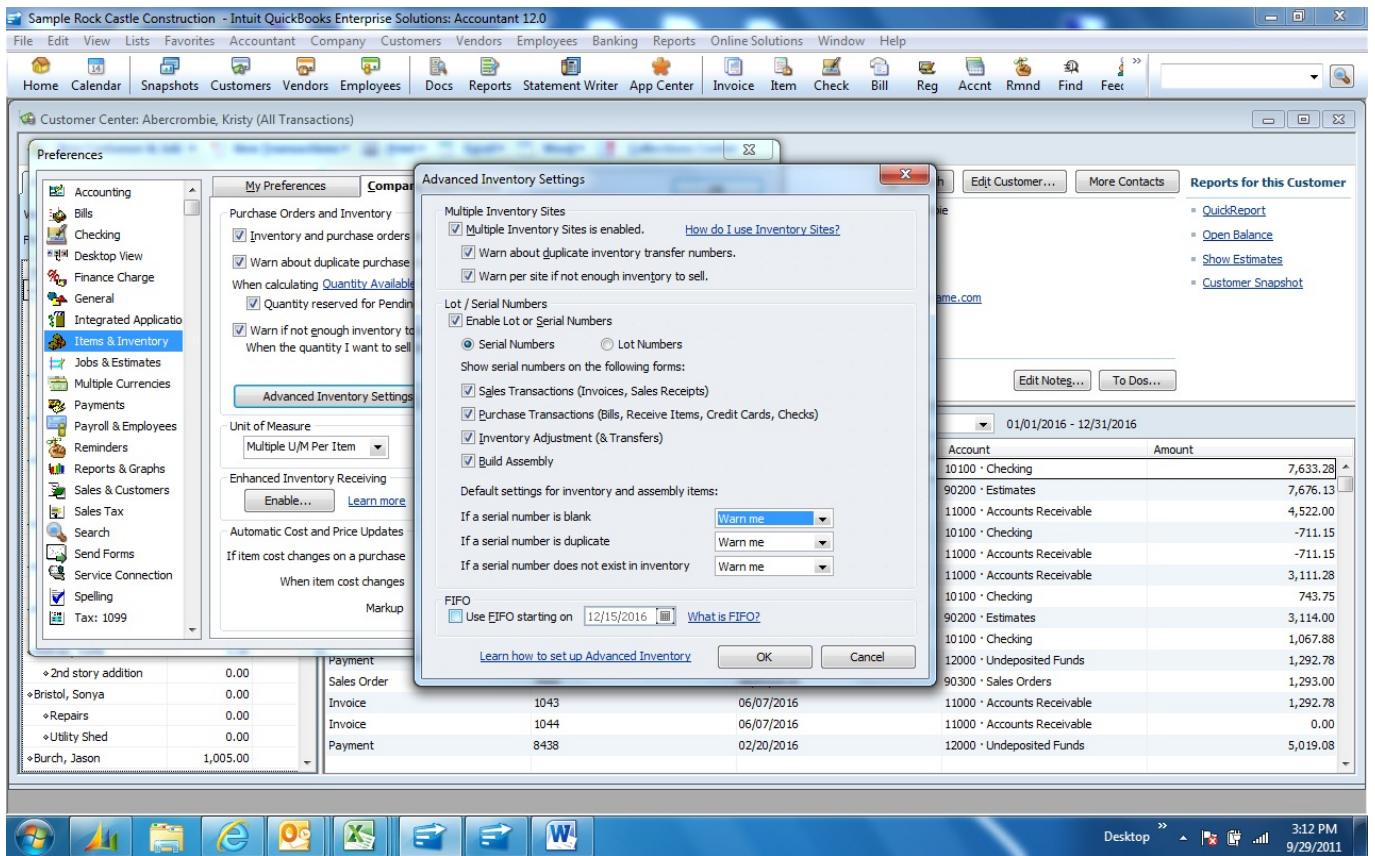 Sample Rock Castle Construction - Intuit QuickBooks Enterprise Solutions: Accountant 12.0
File Edit View Lists Favorites Accountant Company Customers Vendors Employees Banking Reports Online Solutions Window Help
Home Calendar Snapshots Customers Vendors Employees Docs Reports Statement Writer App Center Invoice Item Check Bill Reg Accnt Rmnd Find Feed
Customer Center: Abercrombie, Kristy (All Transactions)
Preferences
Accounting
Bills
Checking
Desktop View
Finance Charge
General
Integrated Applicatio
Items & Inventory
Jobs & Estimates
Multiple Currencies
Payments
Payroll & Employees
Reminders
Reports & Graphs
Sales & Customers
Sales Tax
Search
Send Forms
Service Connection
Spelling
Tax: 1099
My Preferences Compar
Purchase Orders and Inventory
Inventory and purchase orders
Warn about duplicate purchase
When calculating Quantity Available
Quantity reserved for Pendin
Warn if not enough inventory to
When the quantity I want to sell
Advanced Inventory Settings
Unit of Measure
Multiple U/M Per Item
Enhanced Inventory Receiving
Enable... Learn more
Automatic Cost and Price Updates
If item cost changes on a purchase
When item cost changes
Markup
Advanced Inventory Settings
Multiple Inventory Sites
Multiple Inventory Sites is enabled. How do I use Inventory Sites?
Warn about duplicate inventory transfer numbers.
Warn per site if not enough inventory to sell.
Lot / Serial Numbers
Enable Lot or Serial Numbers
Serial Numbers Lot Numbers
Show serial numbers on the following forms:
Sales Transactions (Invoices, Sales Receipts)
Purchase Transactions (Bills, Receive Items, Credit Cards, Checks)
Inventory Adjustment (& Transfers)
Build Assembly
Default settings for inventory and assembly items:
If a serial number is blank Warn me
If a serial number is duplicate Warn me
If a serial number does not exist in inventory Warn me
FIFO
Use FIFO starting on 12/15/2016 What is FIFO?
Learn how to set up Advanced Inventory OK Cancel
Edit Customer... More Contacts
Reports for this Customer
QuickReport
Open Balance
Show Estimates
Customer Snapshot
ame.com
Edit Notes... To Dos...
01/01/2016 - 12/31/2016
Account Amount
10100 · Checking 7,633.28
90200 · Estimates 7,676.13
11000 · Accounts Receivable 4,522.00
10100 · Checking -711.15
11000 · Accounts Receivable -711.15
11000 · Accounts Receivable 3,111.28
10100 · Checking 743.75
90200 · Estimates 3,114.00
10100 · Checking 1,067.88
Payment 12000 · Undeposited Funds 1,292.78
Sales Order 90300 · Sales Orders 1,293.00
Invoice 1043 06/07/2016 11000 · Accounts Receivable 1,292.78
Invoice 1044 06/07/2016 11000 · Accounts Receivable 0.00
Payment 8438 02/20/2016 12000 · Undeposited Funds 5,019.08
2nd story addition 0.00
Bristol, Sonya 0.00
Repairs 0.00
Utility Shed 0.00
Burch, Jason 1,005.00
Desktop
3:12 PM
9/29/2011